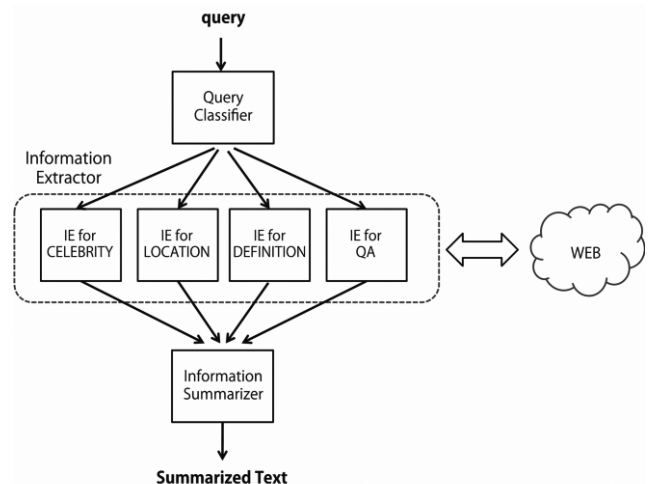 query
Query
Classifier
Information
Extractor
IE for
CELEBRITY
IE for
LOCATION
IE for
DEFINITION
IE for
QA
WEB
Information
Summarizer
Summarized Text